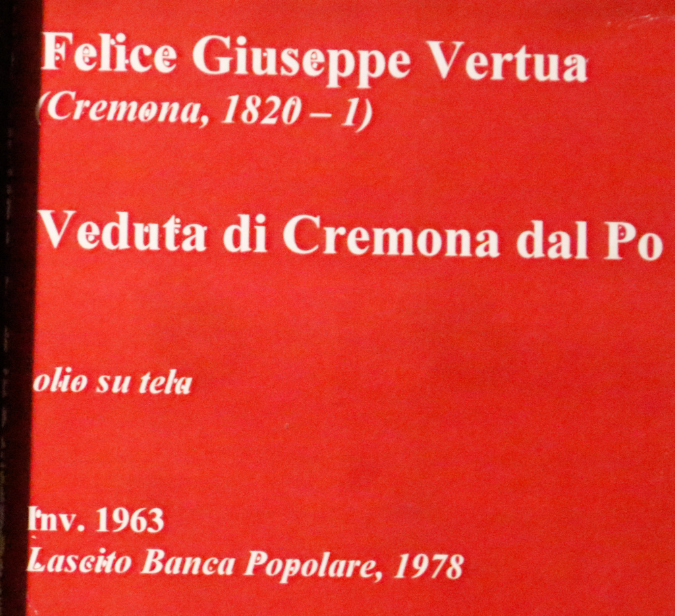 Felice Giuseppe Vertua
(Cremona, 1820 – 1)
Veduta di Cremona dal Po
olio su tela
Inv. 1963
Lascito Banca Popolare, 1978